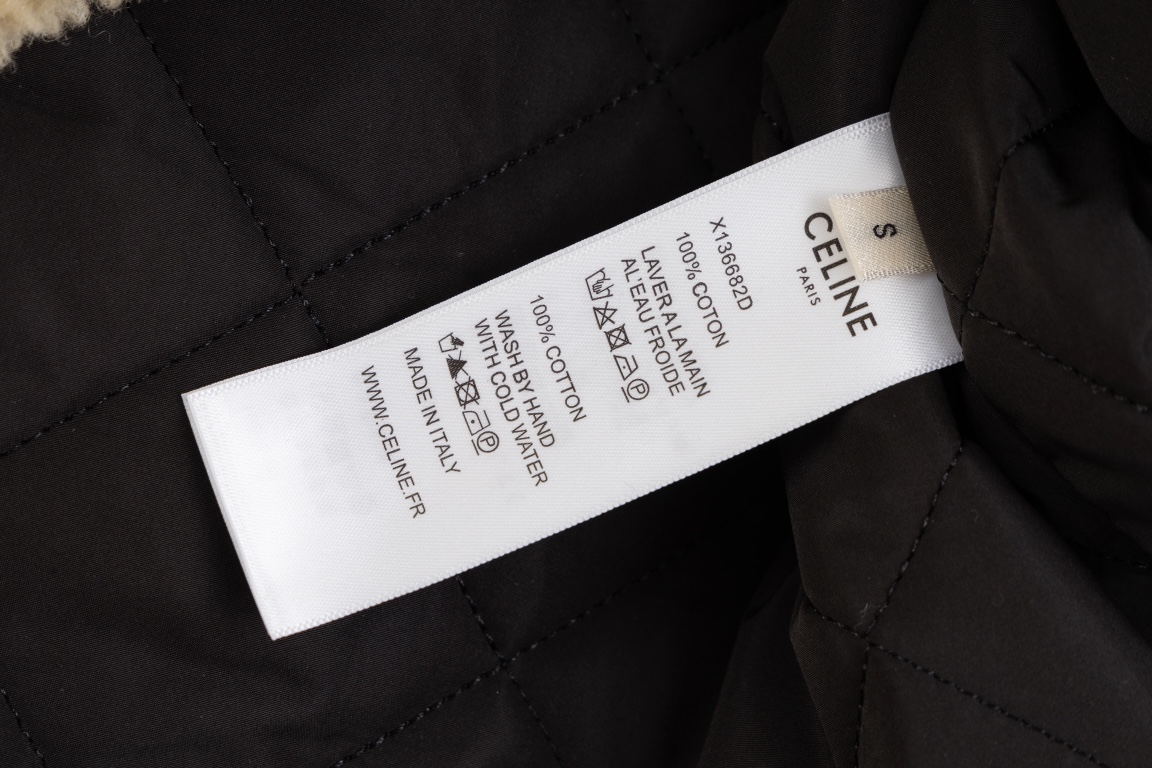 S
CELINE
PARIS
X136682D
100% COTON
LAVER A LA MAIN
AL'EAU FROIDE
P
100% COTTON
WASH BY HAND
WITH COLD WATER
P
MADE IN ITALY
WWW.CELINE.FR